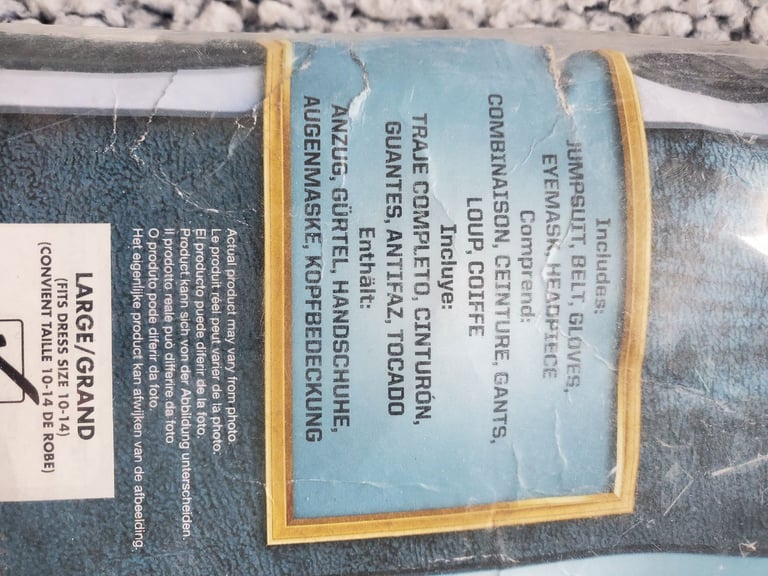 Includes:
JUMPSUIT, BELT, GLOVES,
EYEMASK, HEADPIECE
Comprend:
COMBINAISON, CEINTURE, GANTS,
LOUP, COIFFE
Incluye:
TRAJE COMPLETO, CINTURÓN,
GUANTES, ANTIFAZ, TOCADO
Enthält:
ANZUG, GÜRTEL, HANDSCHUHE,
AUGENMASKE, KOPFBEDECKUNG
Actual product may vary from photo.
Le produit réel peut varier de la photo.
El producto puede diferir de la foto.
Product kann sich von der Abbildung unterscheiden.
Il prodotto reale può differire da foto
O produto pode diferir da foto.
Het eigenlijke product kan afwijken van de afbeelding.
LARGE/GRAND
(FITS DRESS SIZE 10-14)
(CONVIENT TAILLE 10-14 DE ROBE)